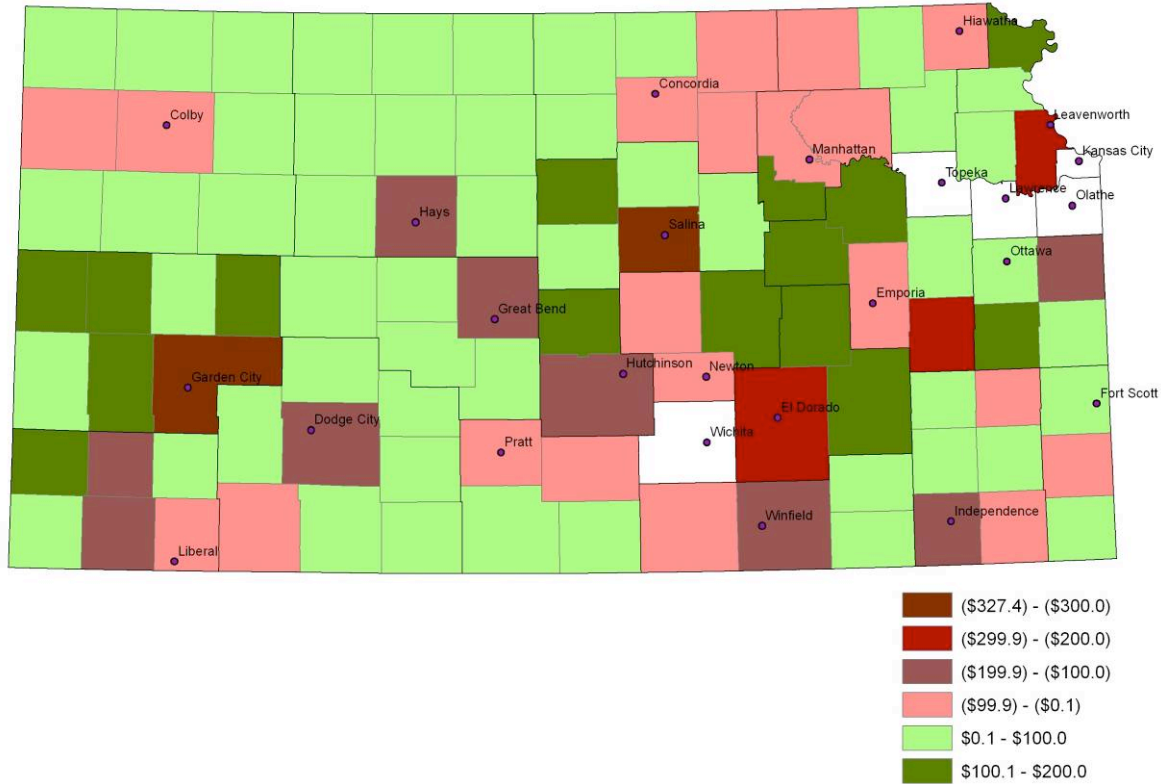 Hiawatha
Concordia
Colby
Leavenworth
Kansas City
Manhattan
Topeka
Lawrence
Olathe
Hays
Salina
Ottawa
Great Bend
Emporia
Hutchinson
Newton
Garden City
Fort Scott
El Dorado
Dodge City
Wichita
Pratt
Winfield
Independence
Liberal
($327.4) - ($300.0)
($299.9) - ($200.0)
($199.9) - ($100.0)
($99.9) - ($0.1)
$0.1 - $100.0
$100.1 - $200.0